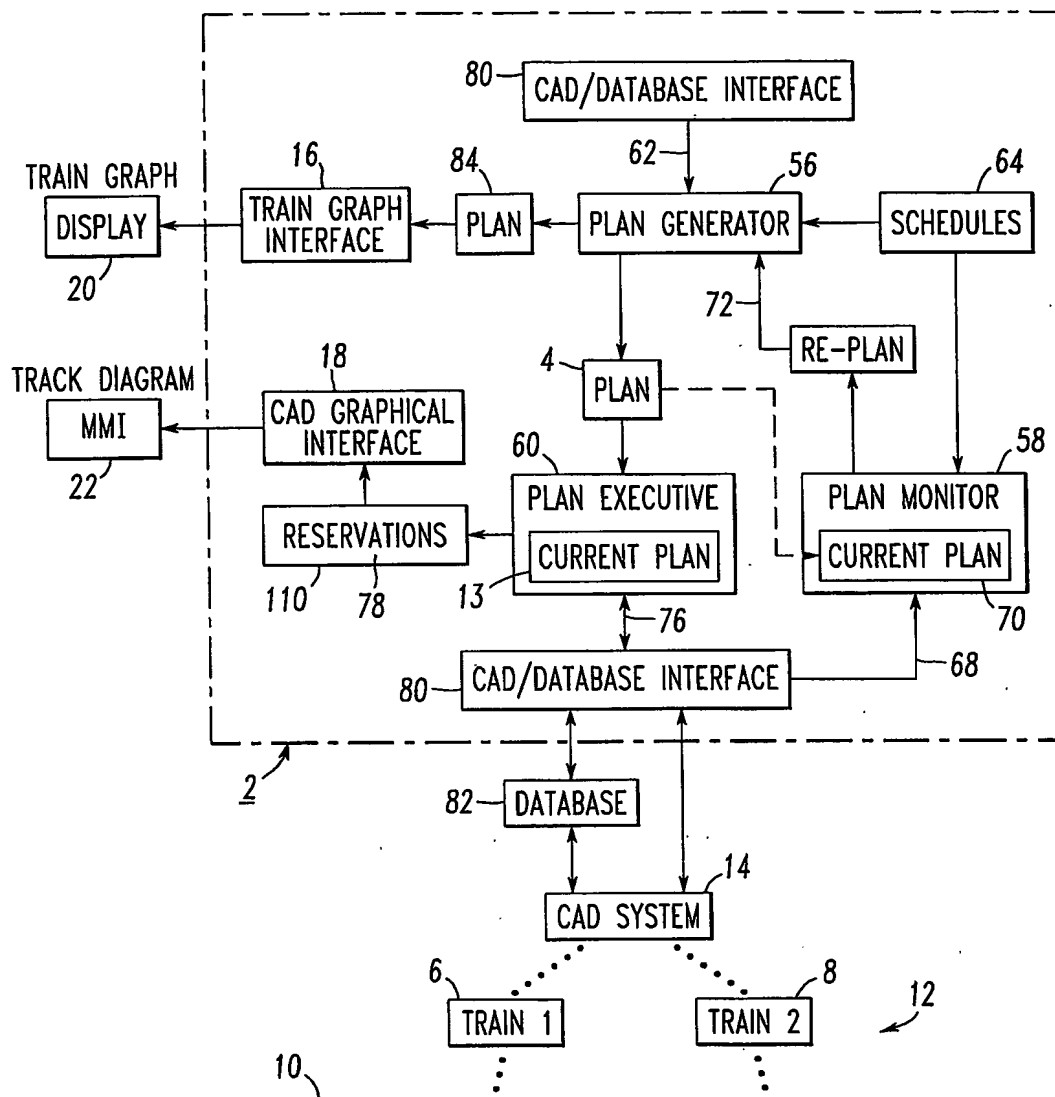 80
CAD/DATABASE INTERFACE
62
56
64
16
84
TRAIN GRAPH
DISPLAY
20
TRAIN GRAPH
INTERFACE
PLAN
PLAN GENERATOR
SCHEDULES
72
RE-PLAN
4
PLAN
18
TRACK DIAGRAM
MMI
22
CAD GRAPHICAL
INTERFACE
60
58
PLAN EXECUTIVE
CURRENT PLAN
13
PLAN MONITOR
CURRENT PLAN
70
RESERVATIONS
110
78
76
68
80
CAD/DATABASE INTERFACE
2
82
DATABASE
14
CAD SYSTEM
6
8
12
TRAIN 1
TRAIN 2
10